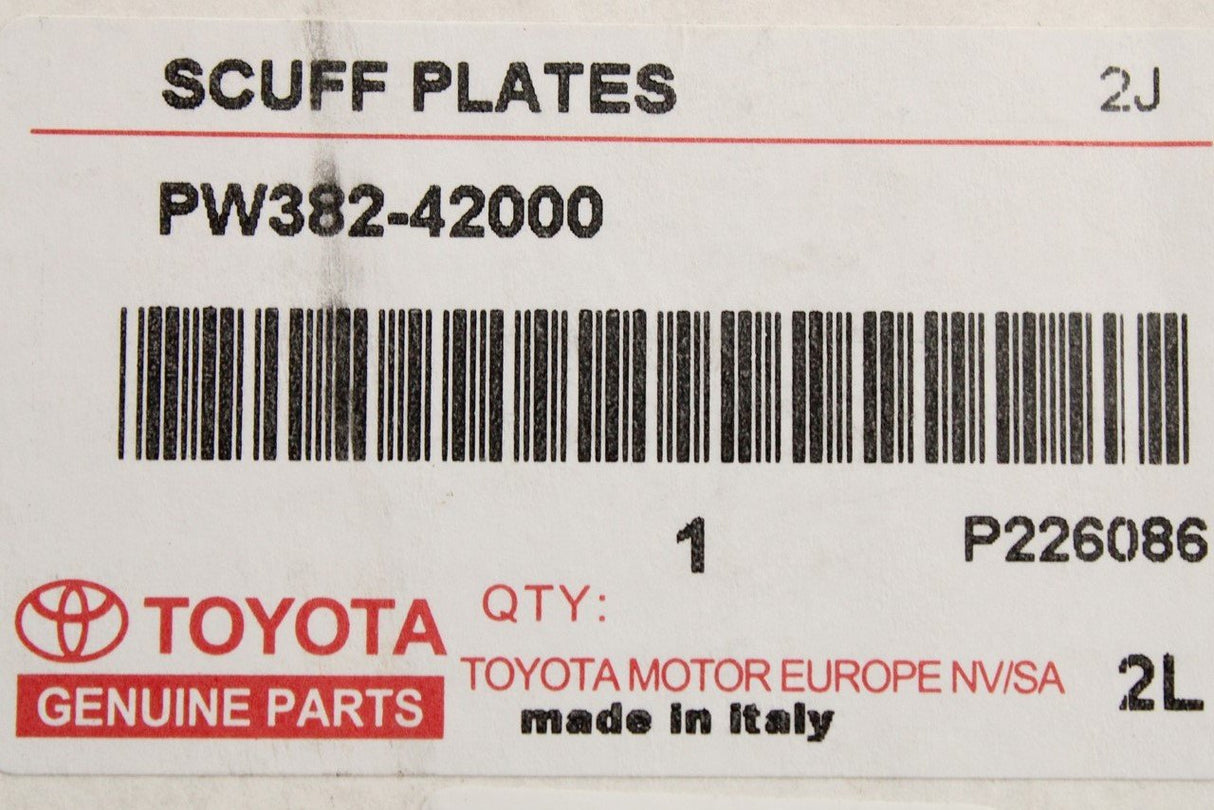 SCUFF PLATES 2J
PW382-42000
1 P226086
QTY:
TOYOTA
GENUINE PARTS
TOYOTA MOTOR EUROPE NV/SA 2L
made in italy